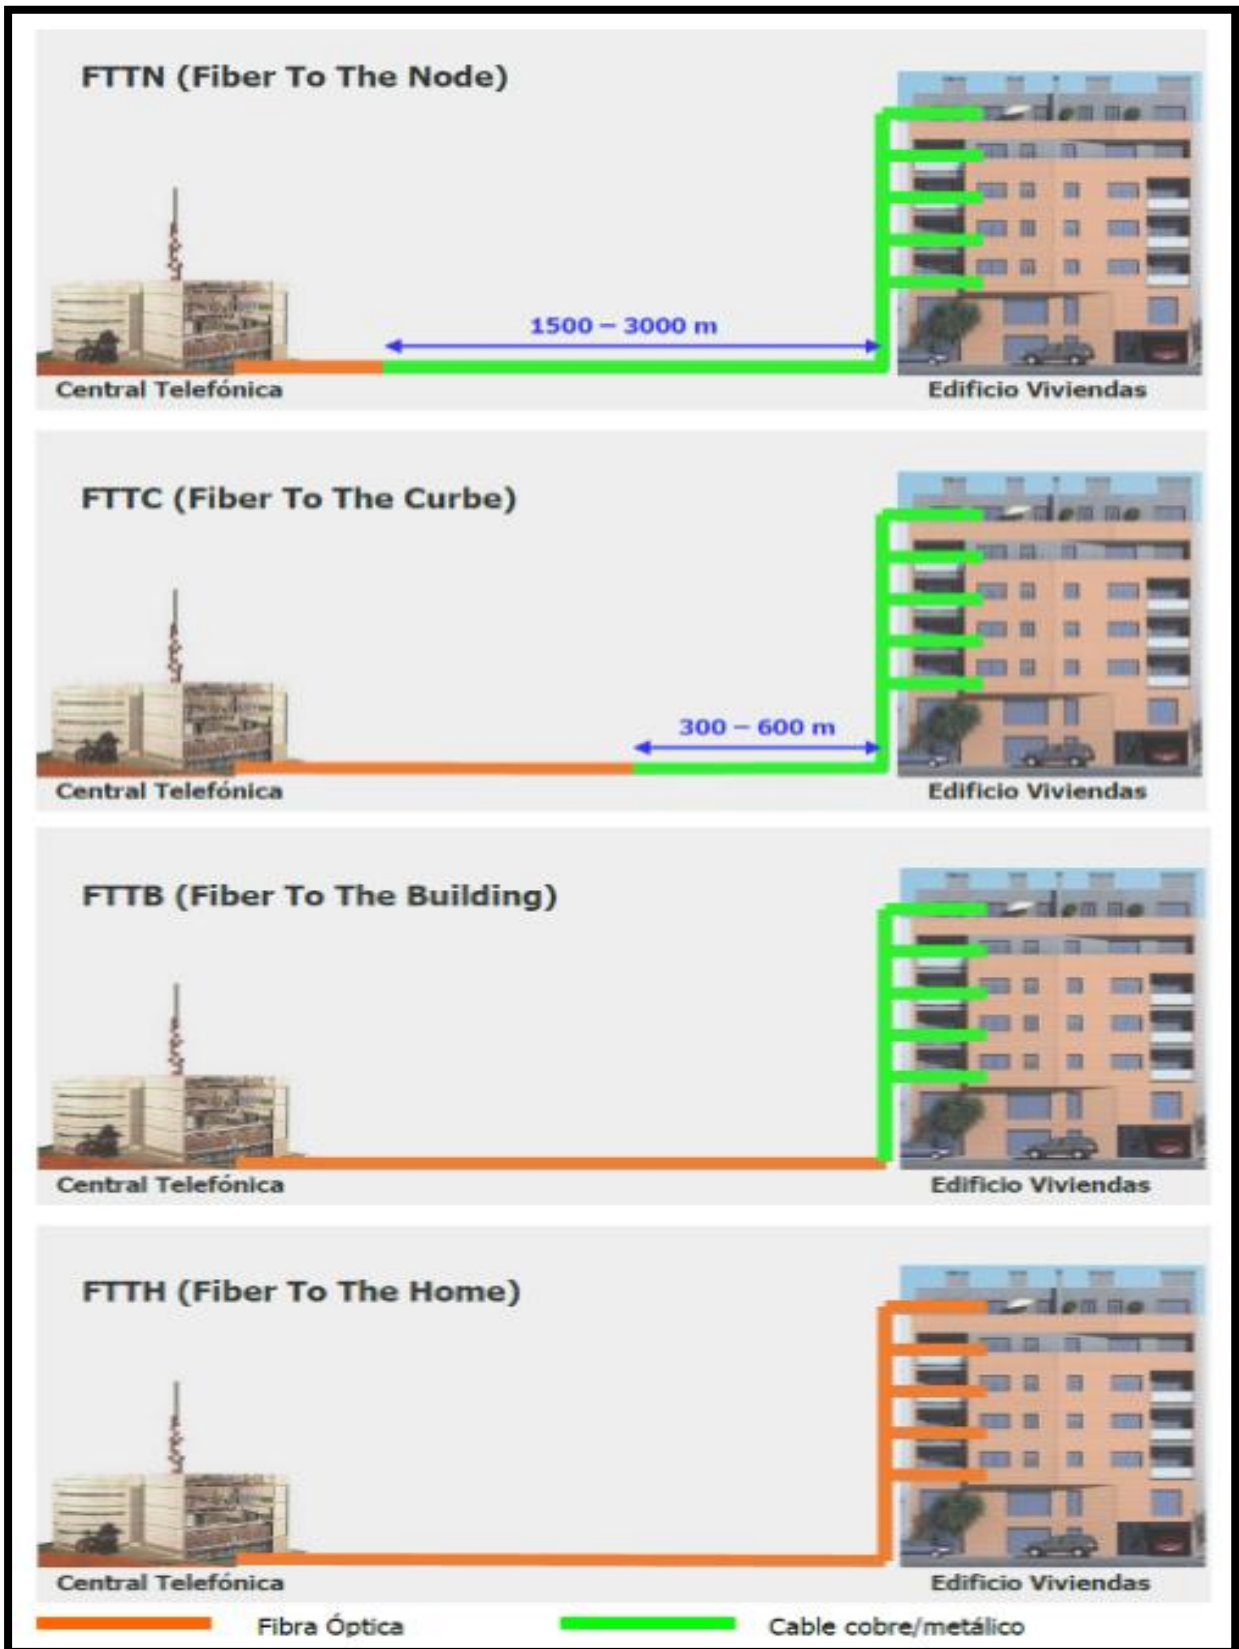 FTTN (Fiber To The Node)
1500 – 3000 m
Central Telefónica
Edificio Viviendas
FTTC (Fiber To The Curbe)
300 – 600 m
Central Telefónica
Edificio Viviendas
FTTB (Fiber To The Building)
Central Telefónica
Edificio Viviendas
FTTH (Fiber To The Home)
Central Telefónica
Edificio Viviendas
Fibra Óptica
Cable cobre/metálico